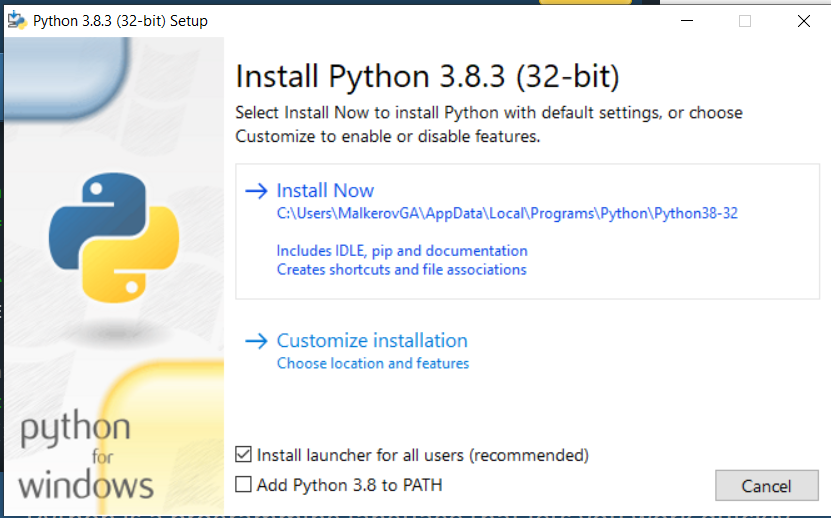 Python 3.8.3 (32-bit) Setup
Install Python 3.8.3 (32-bit)
Select Install Now to install Python with default settings, or choose
Customize to enable or disable features.
Install Now
C:\Users\MalkerovGA\AppData\Local\Programs\Python\Python38-32
Includes IDLE, pip and documentation
Creates shortcuts and file associations
Customize installation
Choose location and features
python
for
windows
Install launcher for all users (recommended)
Add Python 3.8 to PATH
Cancel